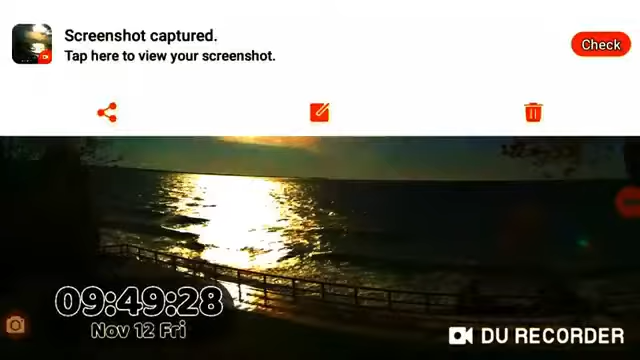 Screenshot captured.
Tap here to view your screenshot.
Check
09:49:28
Nov 12 Fri
DU RECORDER